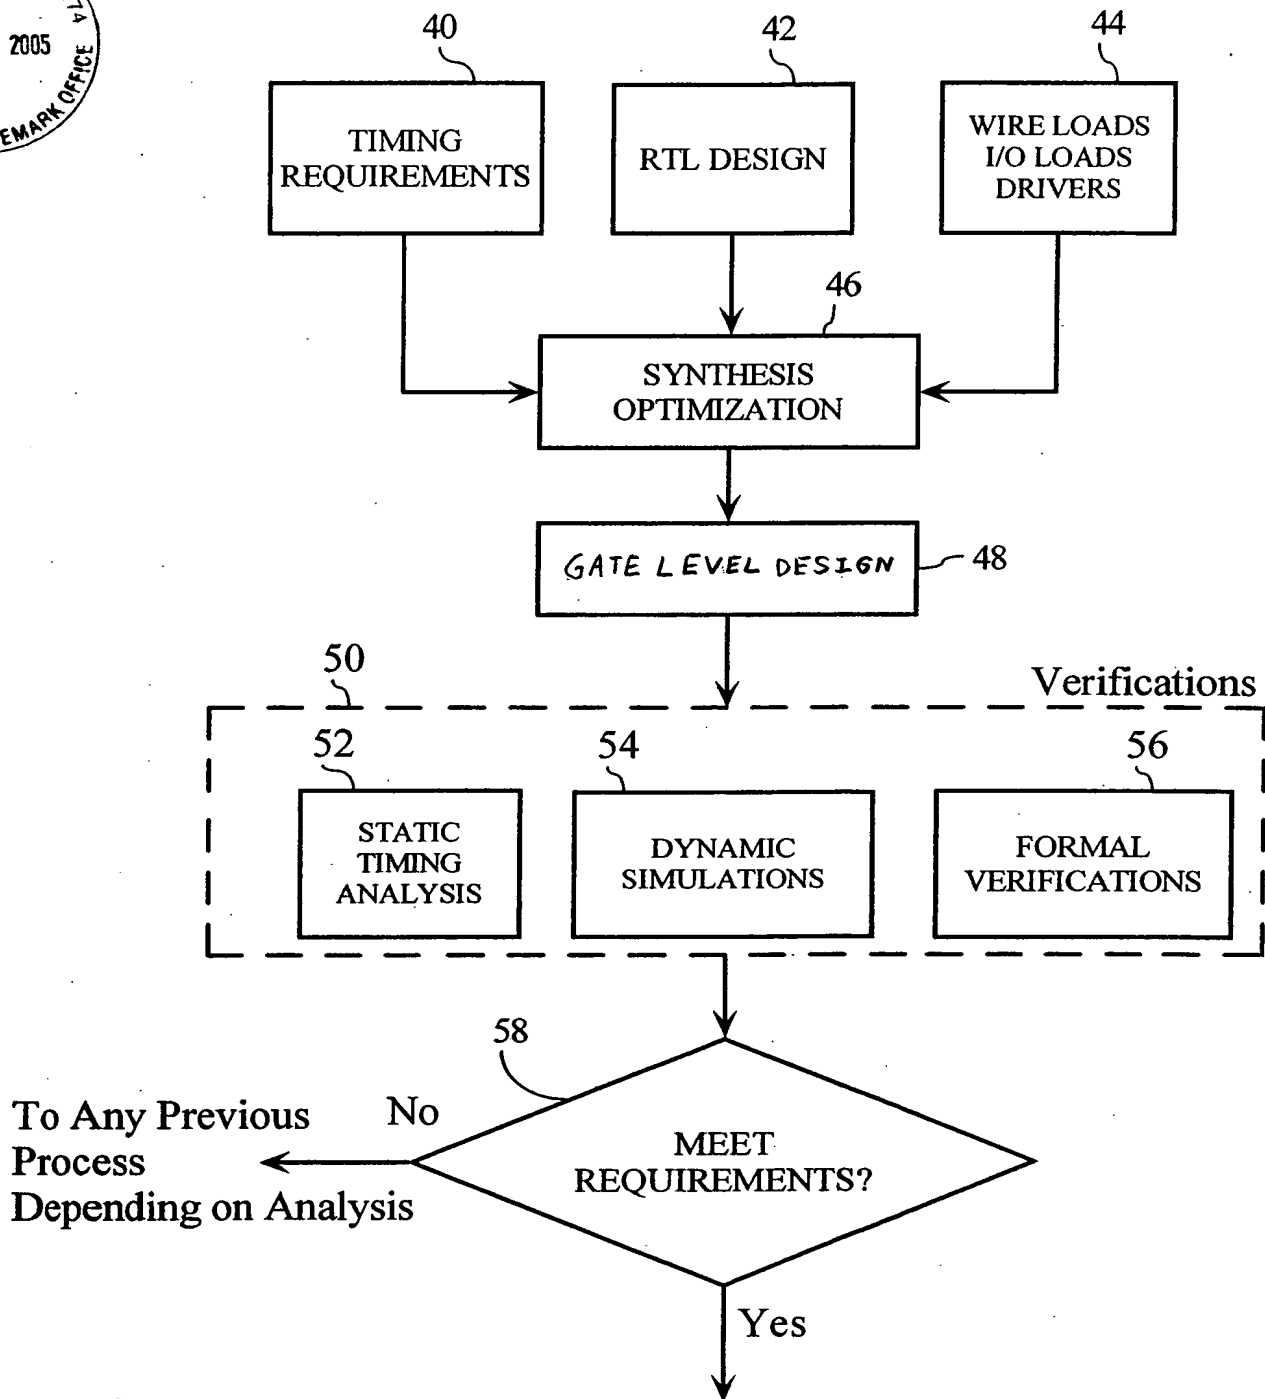 74
2005
EMARK OFFICE
40
42
44
TIMING
REQUIREMENTS
RTL DESIGN
WIRE LOADS
I/O LOADS
DRIVERS
46
SYNTHESIS
OPTIMIZATION
GATE LEVEL DESIGN
48
50
Verifications
52
54
56
STATIC
TIMING
ANALYSIS
DYNAMIC
SIMULATIONS
FORMAL
VERIFICATIONS
58
To Any Previous
Process
Depending on Analysis
No
MEET
REQUIREMENTS?
Yes